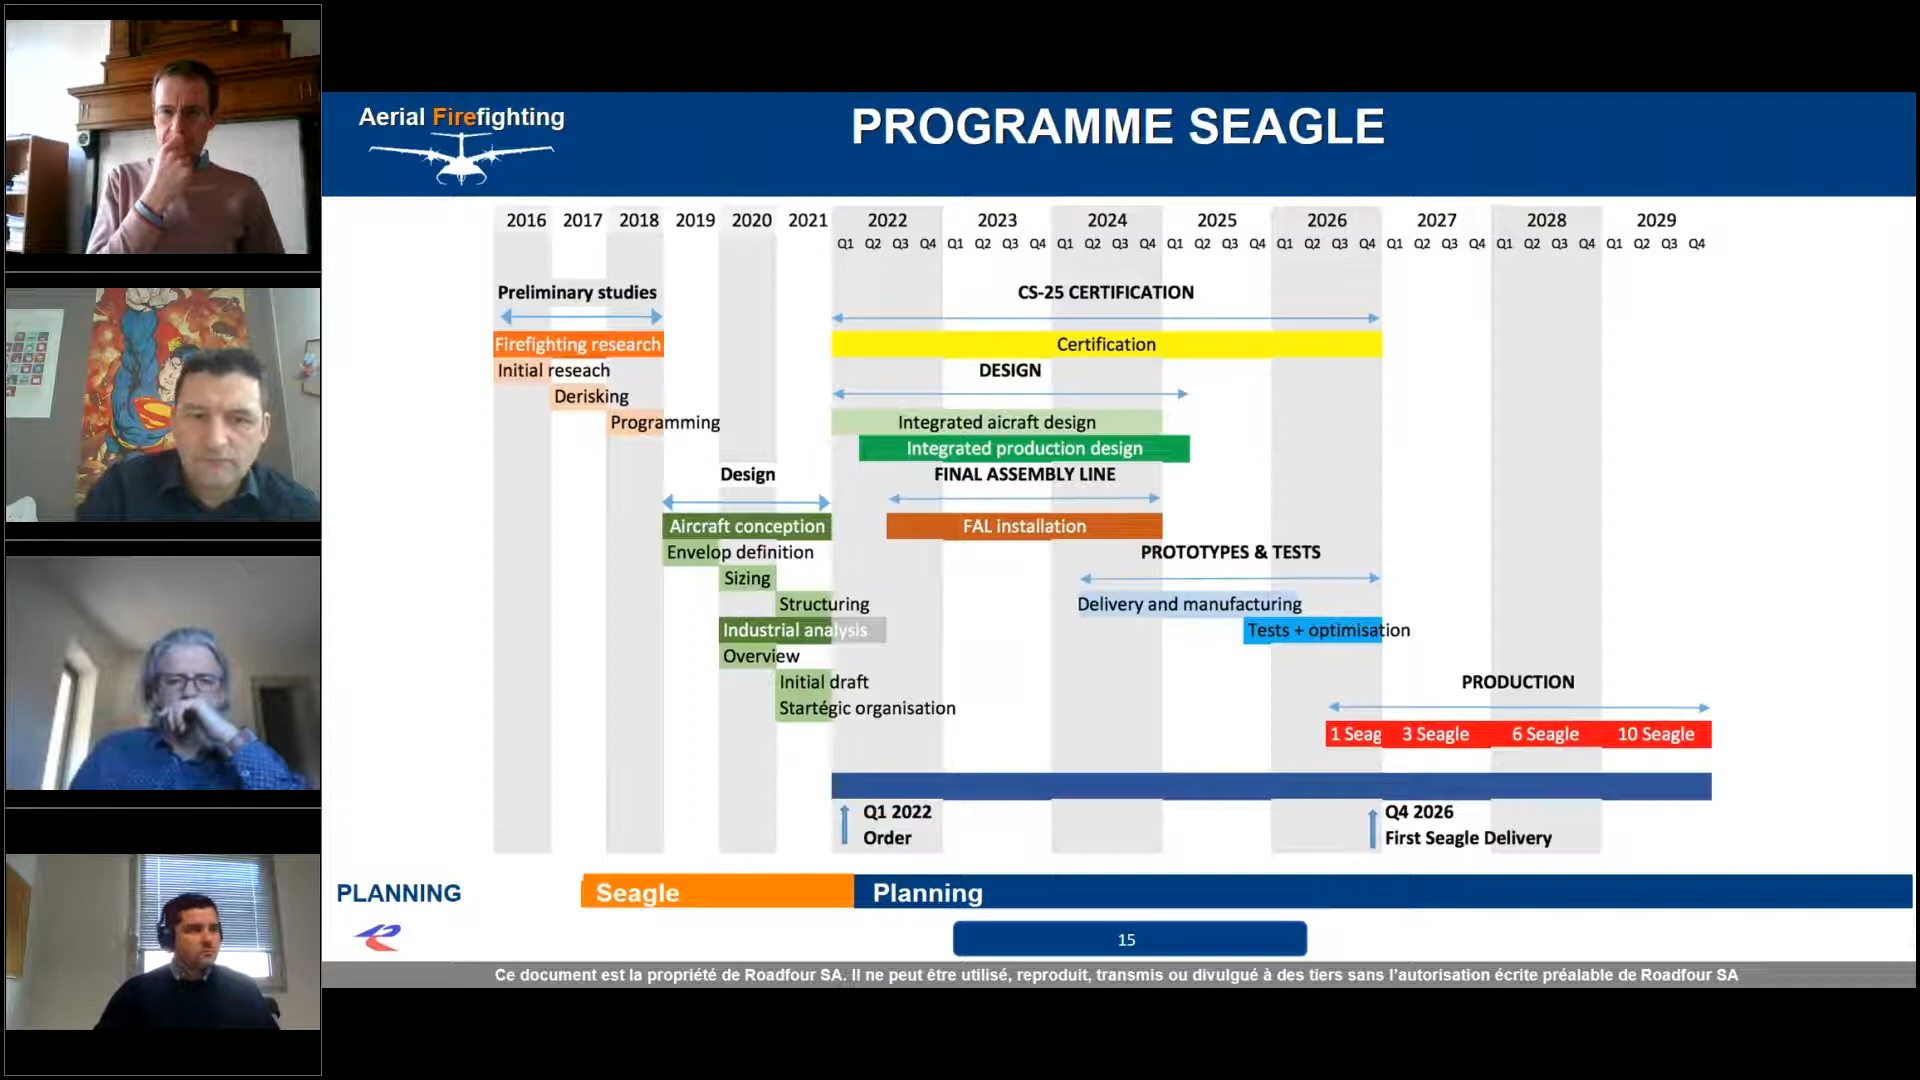 Aerial Firefighting
PROGRAMME SEAGLE
2016 2017 2018 2019 2020 2021 2022 2023 2024 2025 2026 2027 2028 2029
Q1 Q2 Q3 Q4 Q1 Q2 Q3 Q4 Q1 Q2 Q3 Q4 Q1 Q2 Q3 Q4 Q1 Q2 Q3 Q4 Q1 Q2 Q3 Q4 Q1 Q2 Q3 Q4 Q1 Q2 Q3 Q4
Preliminary studies
CS-25 CERTIFICATION
Firefighting research
Certification
Initial reseach
DESIGN
Derisking
Programming
Integrated aicraft design
Integrated production design
Design
FINAL ASSEMBLY LINE
Aircraft conception
FAL installation
Envelop definition
PROTOTYPES & TESTS
Sizing
Structuring
Delivery and manufacturing
Industrial analysis
Tests + optimisation
Overview
Initial draft
PRODUCTION
Startégic organisation
1 Seag 3 Seagle 6 Seagle 10 Seagle
Q1 2022
Order
Q4 2026
First Seagle Delivery
PLANNING
Seagle
Planning
15
Ce document est la propriété de Roadfour SA. Il ne peut être utilisé, reproduit, transmis ou divulgué à des tiers sans l'autorisation écrite préalable de Roadfour SA